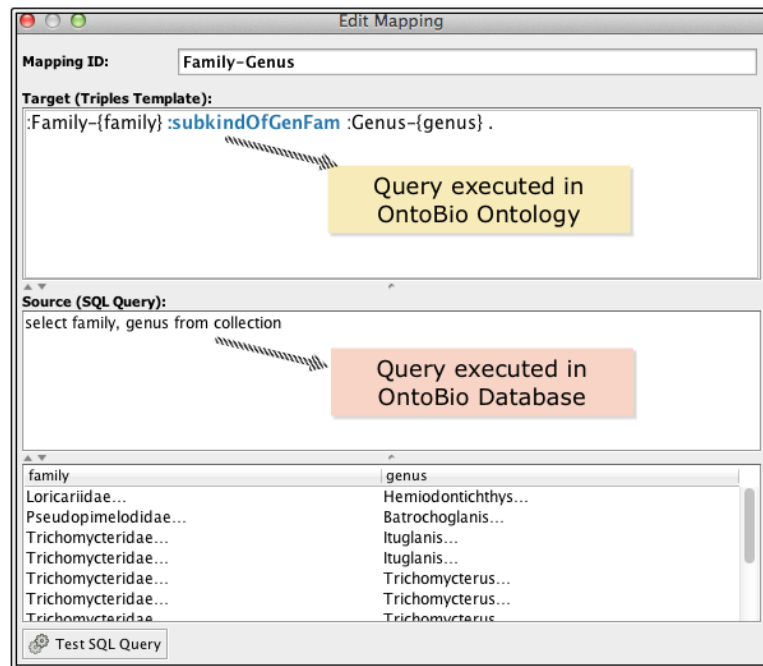 Edit Mapping
Mapping ID: Family-Genus
Target (Triples Template):
:Family-{family} :subkindOfGenFam :Genus-{genus} .
Query executed in
OntoBio Ontology
Source (SQL Query):
select family, genus from collection
Query executed in
OntoBio Database
family genus
Loricariidae... Hemiodontichthys...
Pseudopimelodidae... Batrochoglanis...
Trichomycteridae... Ituglanis...
Trichomycteridae... Ituglanis...
Trichomycteridae... Trichomycterus...
Trichomycteridae... Trichomycterus...
Trichomycteridae Trichomycterus
Test SQL Query